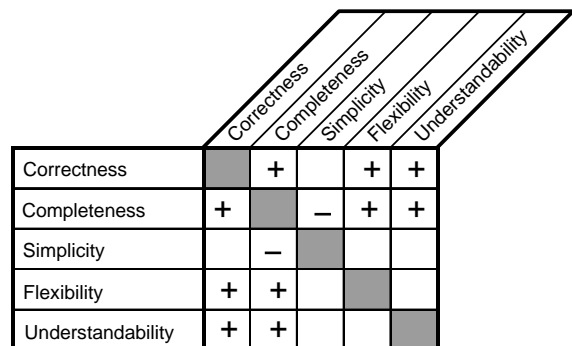 Correctness
Completeness
Simplicity
Flexibility
Understandability
Correctness + + +
Completeness + – + +
Simplicity –
Flexibility + +
Understandability + +